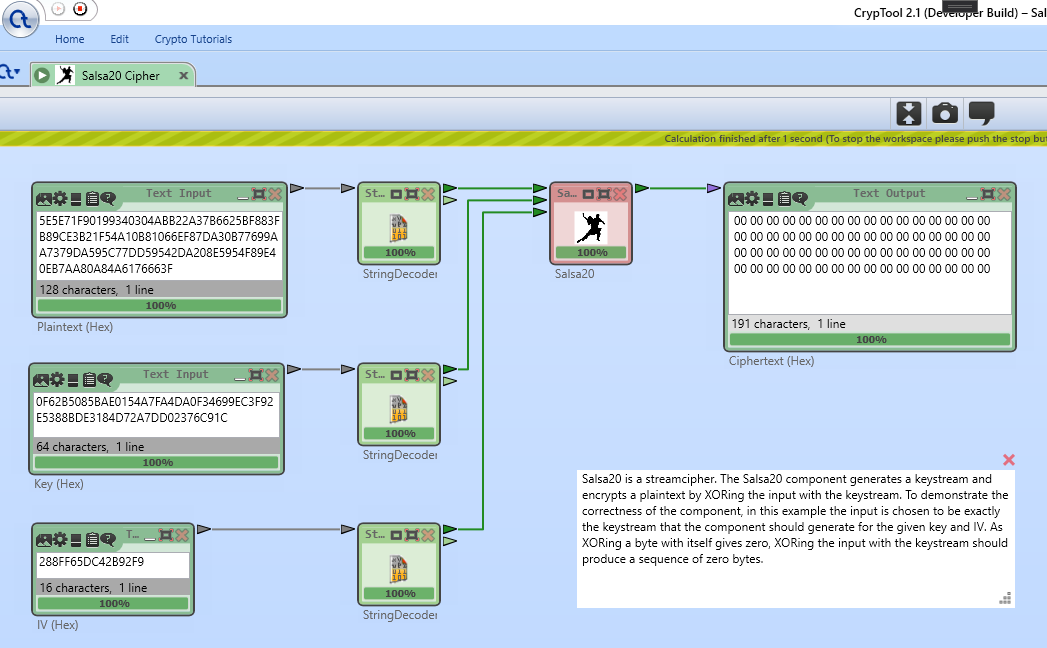 CrypTool 2.1 (Developer Build) – Sal
Home Edit Crypto Tutorials
Salsa20 Cipher
Calculation finished after 1 second (To stop the workspace please push the stop but
Text Input
5E5E71F90199340304ABB22A37B6625BF883F
B89CE3B21F54A10B81066EF87DA30B77699A
A7379DA595C77DD59542DA208E5954F89E4
0EB7AA80A84A6176663F
128 characters, 1 line
100%
Plaintext (Hex)
St...
100%
StringDecoder
Sa...
100%
Salsa20
Text Output
00 00 00 00 00 00 00 00 00 00 00 00 00 00 00 00
00 00 00 00 00 00 00 00 00 00 00 00 00 00 00 00
00 00 00 00 00 00 00 00 00 00 00 00 00 00 00 00
00 00 00 00 00 00 00 00 00 00 00 00 00 00 00 00
191 characters, 1 line
100%
Ciphertext (Hex)
Text Input
0F62B5085BAE0154A7FA4DA0F34699EC3F92
E5388BDE3184D72A7DD02376C91C
64 characters, 1 line
100%
Key (Hex)
St...
100%
StringDecoder
T...
288FF65DC42B92F9
16 characters, 1 line
100%
IV (Hex)
St...
100%
StringDecoder
Salsa20 is a streamcipher. The Salsa20 component generates a keystream and
encrypts a plaintext by XORing the input with the keystream. To demonstrate the
correctness of the component, in this example the input is chosen to be exactly
the keystream that the component should generate for the given key and IV. As
XORing a byte with itself gives zero, XORing the input with the keystream should
produce a sequence of zero bytes.